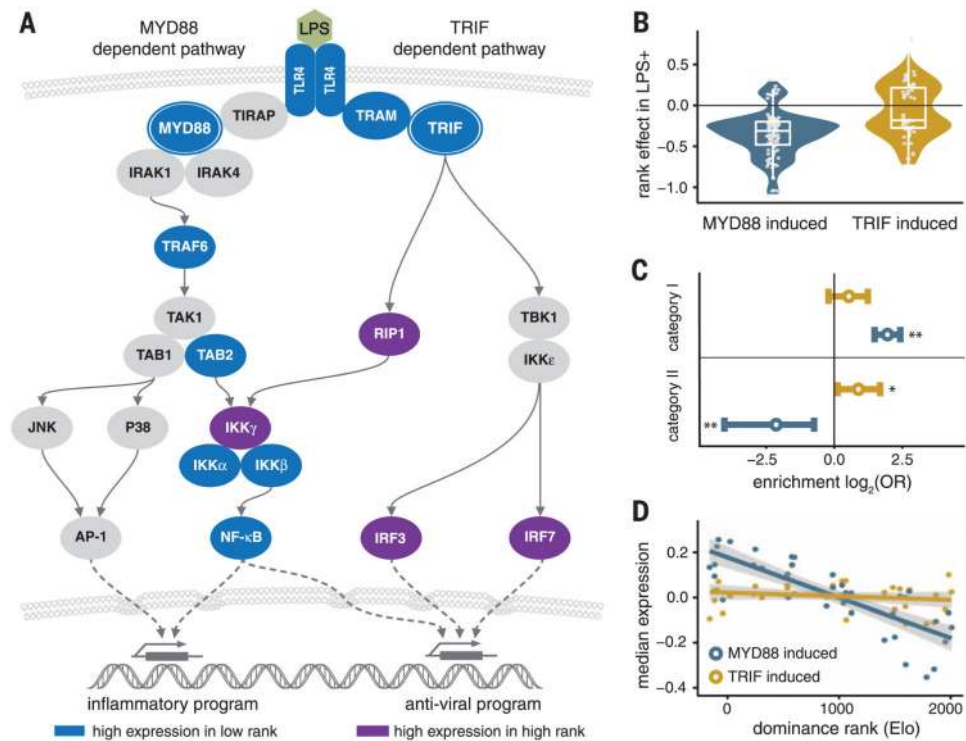 A
MYD88
dependent pathway
LPS
TRIF
dependent pathway
TLR4
TLR4
MYD88
TIRAP
TRAM
TRIF
IRAK1
IRAK4
TRAF6
TAK1
TAB1
TAB2
RIP1
TBK1
IKKε
JNK
P38
IKKγ
IKKα
IKKβ
AP-1
NF-κB
IRF3
IRF7
inflammatory program
anti-viral program
high expression in low rank
high expression in high rank
B
rank effect in LPS+
0.5
0.0
−0.5
−1.0
MYD88 induced
TRIF induced
C
category I
category II
**
*
**
−2.5
0.0
2.5
enrichment log2(OR)
D
median expression
0.2
0.0
−0.2
−0.4
MYD88 induced
TRIF induced
0
1000
2000
dominance rank (Elo)